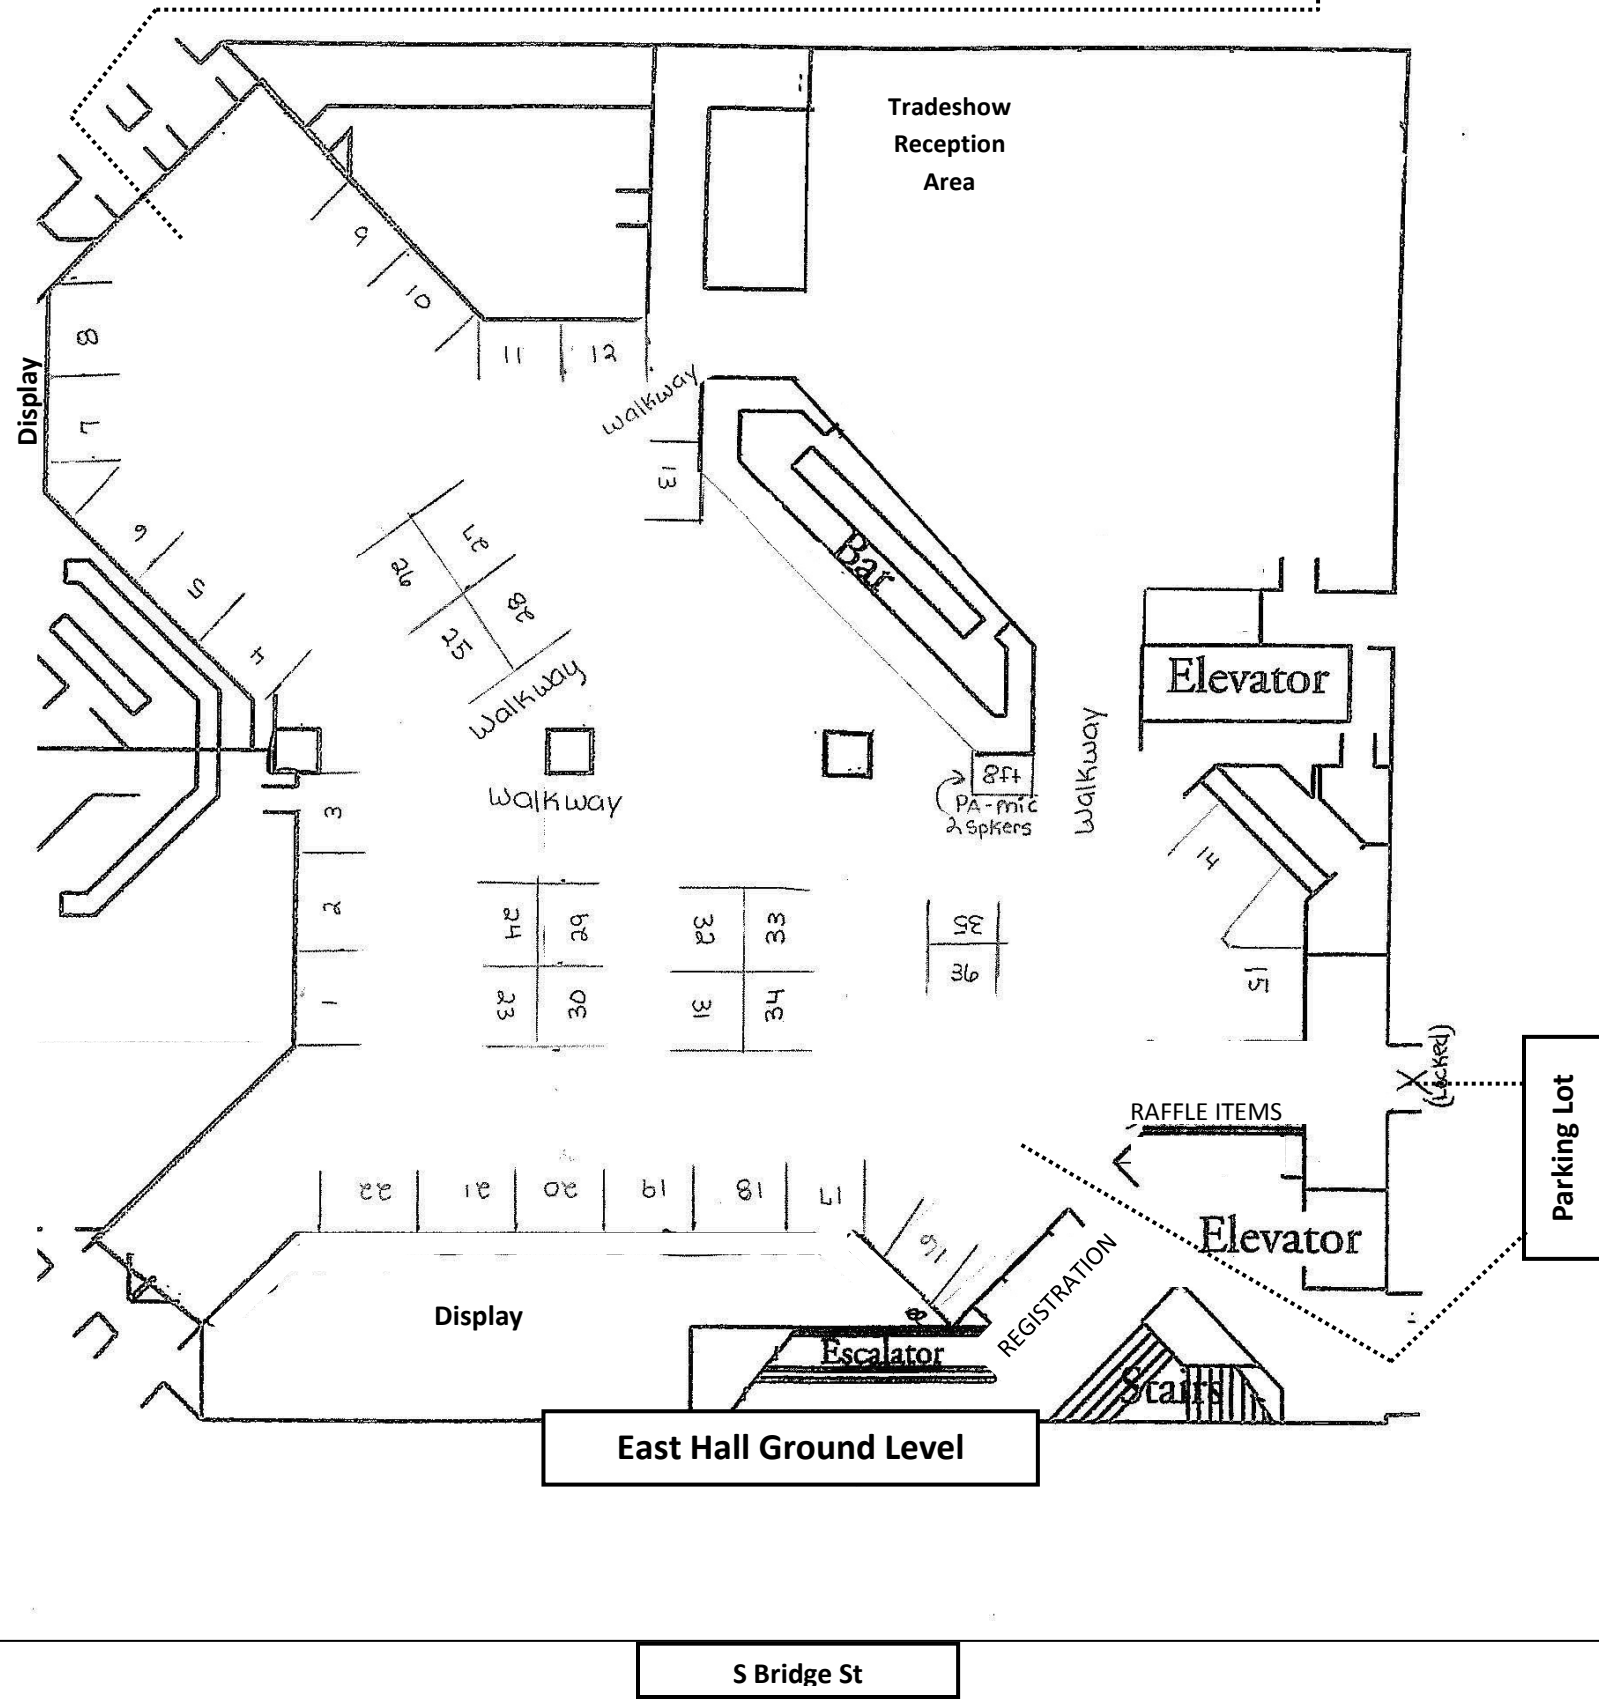 Tradeshow
Reception
Area
9
10
11
12
8
Display
7
6
5
4
Walkway
13
27
26
28
25
Walkway
Bar
Elevator
Walkway
Walkway
8ft
PA-mic
2 Spkers
3
2
1
14
15
24
29
23
30
32
33
31
34
35
36
(Locked)
Parking Lot
RAFFLE ITEMS
22
21
20
19
18
17
16
REGISTRATION
Elevator
Display
Escalator
Stairs
East Hall Ground Level
S Bridge St